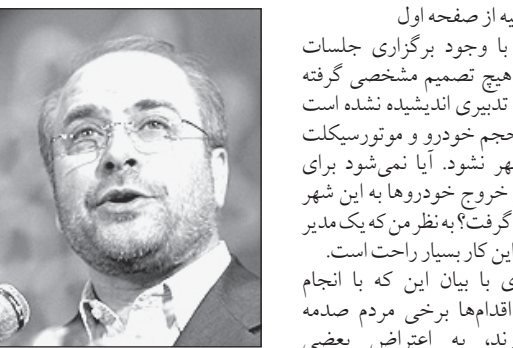 یه از صفحه اول
با وجود برگزاری جلسات
هیچ تصمیم مشخصی گرفته
تدبیری اندیشیده نشده است
حجم خودرو و موتورسیکلت
هر نشود. آیا نمی‌شود برای
خروج خودروها به این شهر
گرفت؟ به نظر من که یک مدیر
این کار بسیار راحت است.
ی با بیان این که با انجام
اقدام‌ها برخی مردم صدمه
رند، به اعتراض بعضی